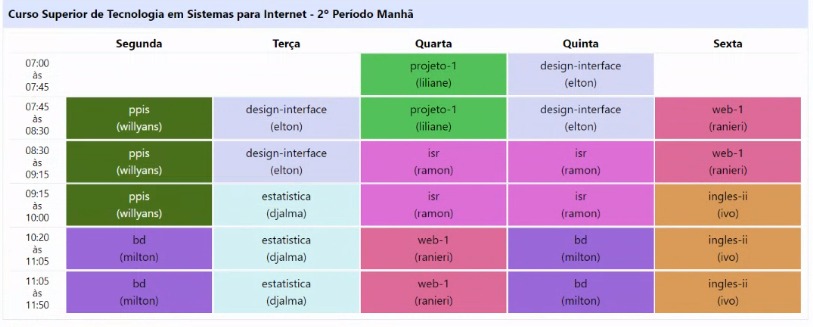 Curso Superior de Tecnologia em Sistemas para Internet - 2º Período Manhã
Segunda Terça Quarta Quinta Sexta
07:00
às
07:45
projeto-1
(liliane)
design-interface
(elton)
07:45
às
08:30
ppis
(willyans)
design-interface
(elton)
projeto-1
(liliane)
design-interface
(elton)
web-1
(ranieri)
08:30
às
09:15
ppis
(willyans)
design-interface
(elton)
isr
(ramon)
isr
(ramon)
web-1
(ranieri)
09:15
às
10:00
ppis
(willyans)
estatistica
(djalma)
isr
(ramon)
isr
(ramon)
ingles-ii
(ivo)
10:20
às
11:05
bd
(milton)
estatistica
(djalma)
web-1
(ranieri)
bd
(milton)
ingles-ii
(ivo)
11:05
às
11:50
bd
(milton)
estatistica
(djalma)
web-1
(ranieri)
bd
(milton)
ingles-ii
(ivo)